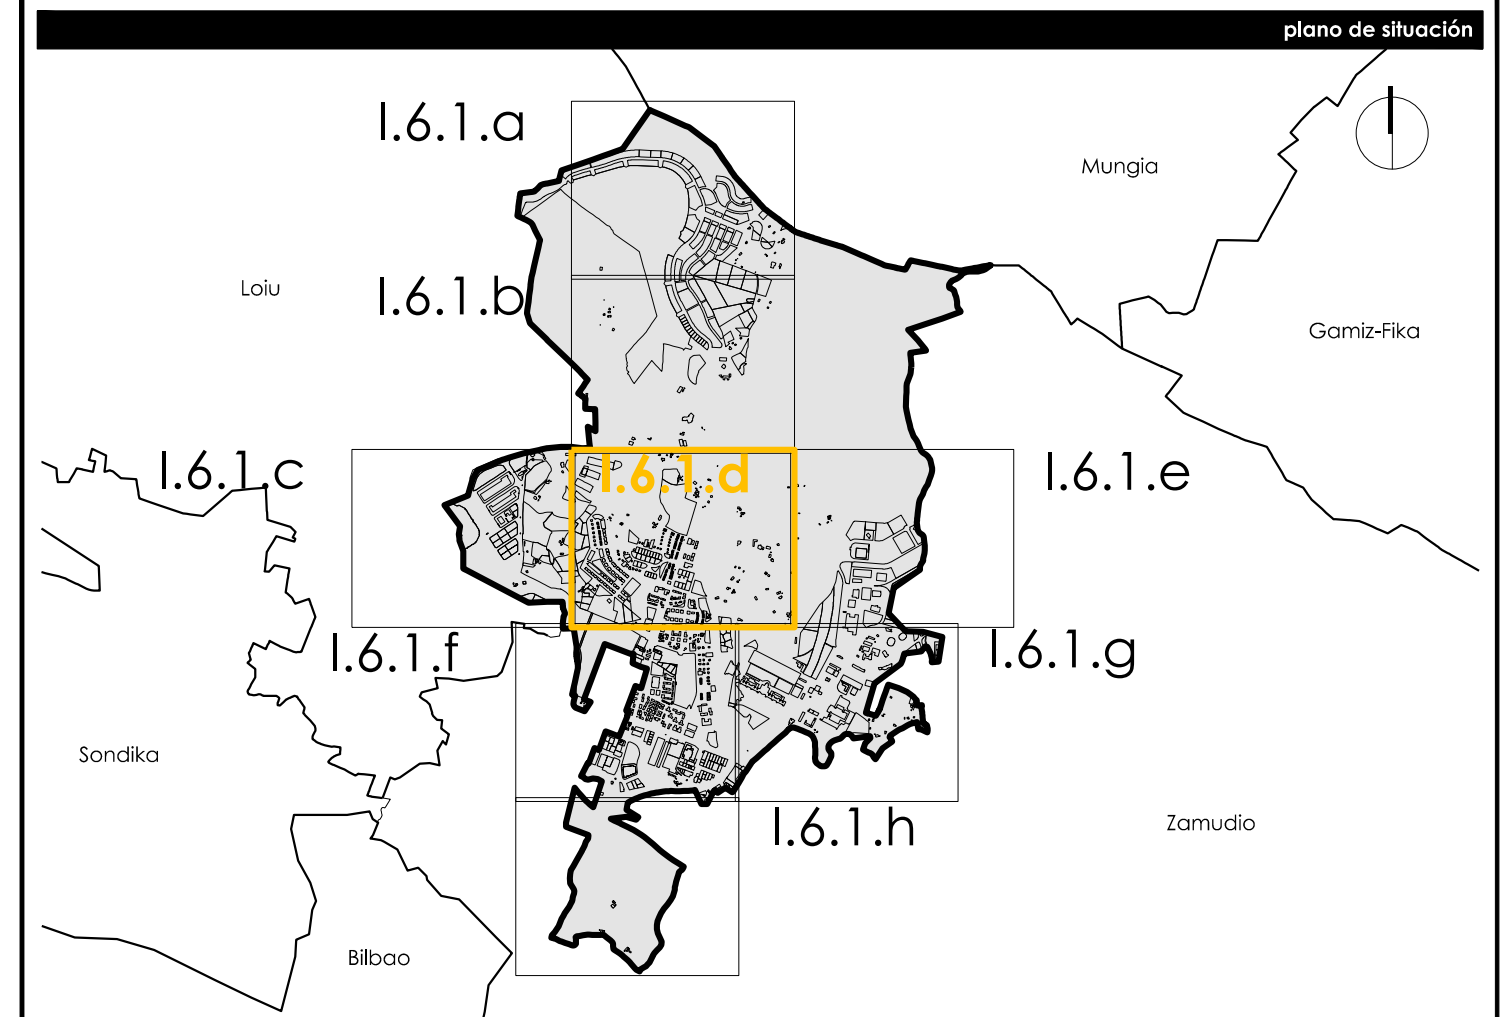 plano de situación
I.6.1.a
Mungia
Loiu
I.6.1.b
Gamiz-Fika
I.6.1.c
I.6.1.d
I.6.1.e
I.6.1.f
I.6.1.g
Sondika
I.6.1.h
Zamudio
Bilbao